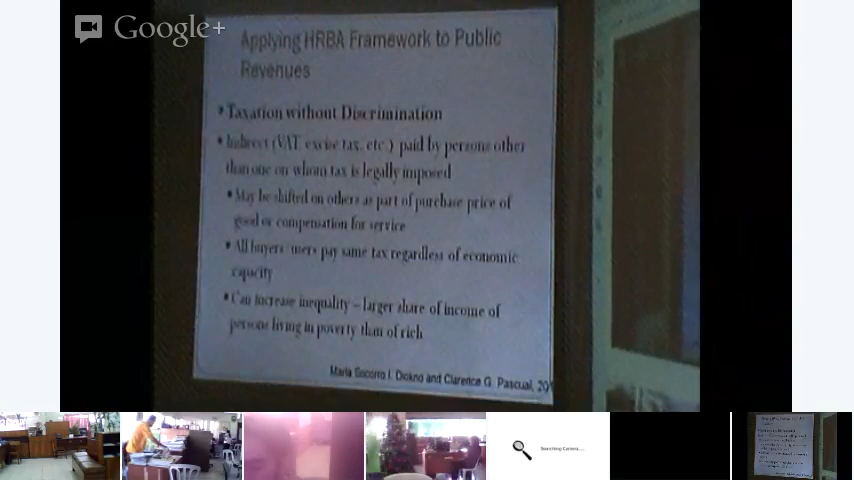 Google+
Applying HRBA Framework to Public
Revenues
• Taxation without Discrimination
• Indirect (VAT, excise tax, etc.) paid by persons other
than one on whom tax is legally imposed
• May be shifted on others as part of purchase price of
good or compensation for service
• All buyers/users pay same tax regardless of economic
capacity
• Can increase inequality – larger share of income of
persons living in poverty than of rich
Maria Socorro I. Diokno and Clarence G. Pascual, 20
Searching Camera...